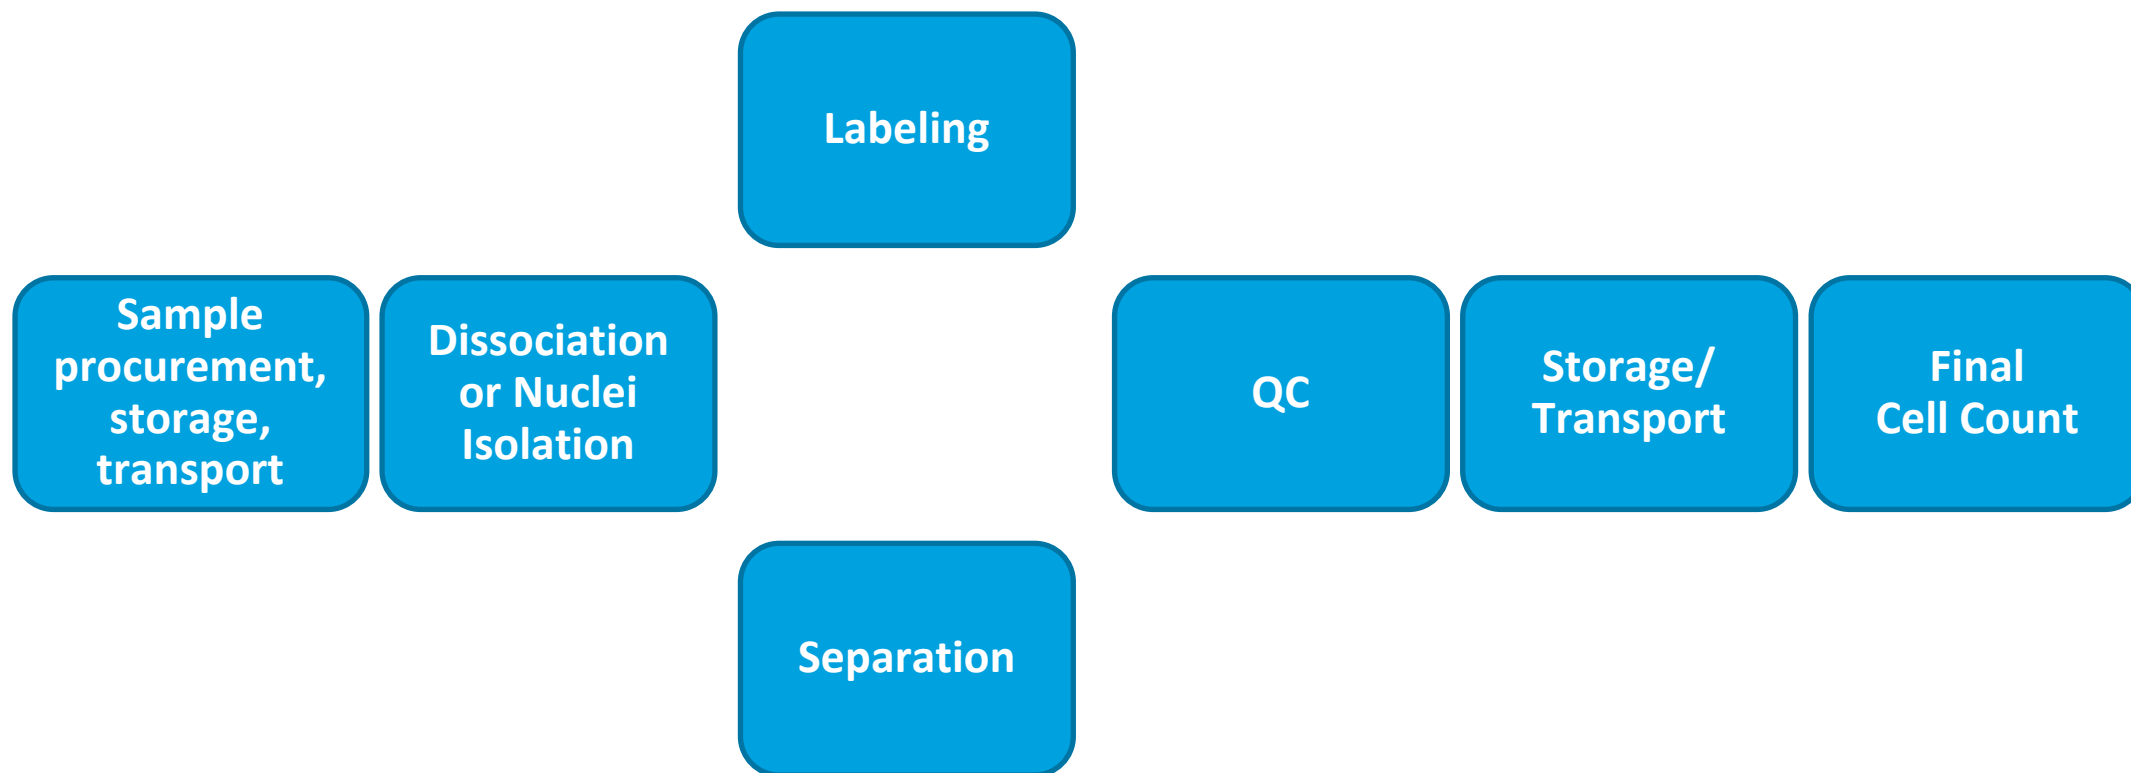 Labeling
Sample
procurement,
storage,
transport
Dissociation
or Nuclei
Isolation
QC
Storage/
Transport
Final
Cell Count
Separation